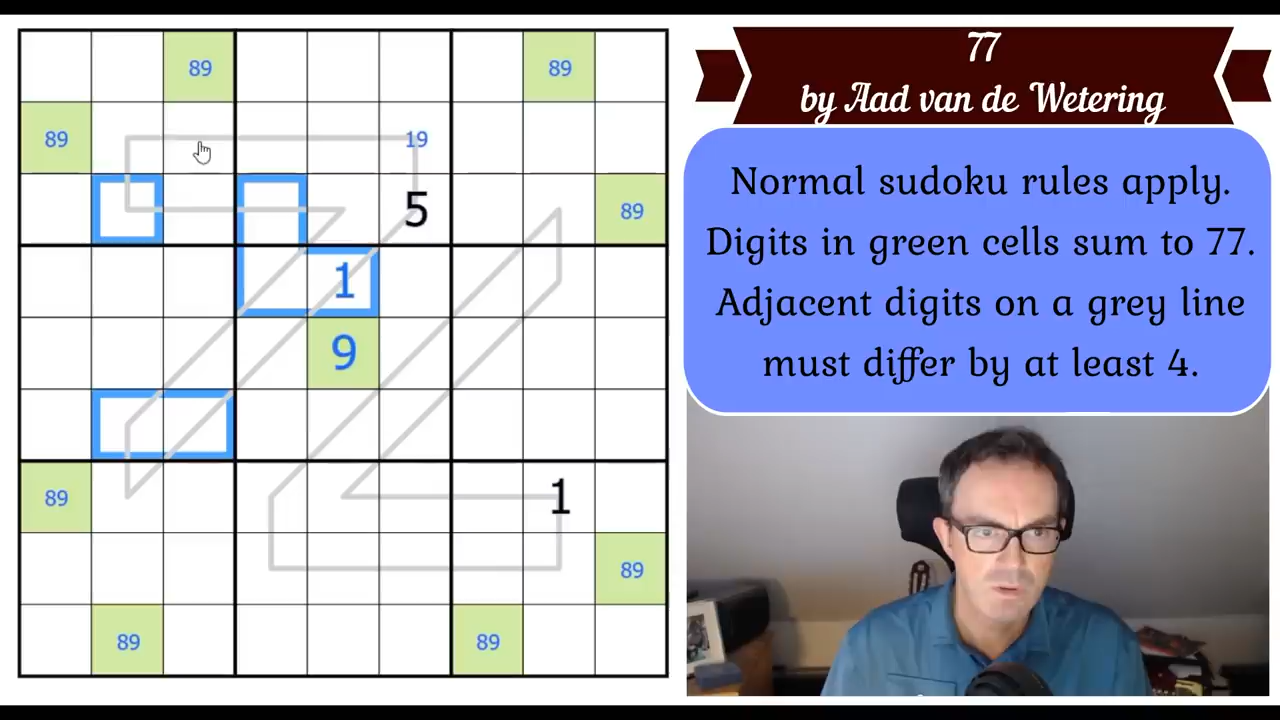 77
by Aad van de Wetering
Normal sudoku rules apply.
Digits in green cells sum to 77.
Adjacent digits on a grey line
must differ by at least 4.
89 89
89 19
5 89
1
9
89 1
89
89 89